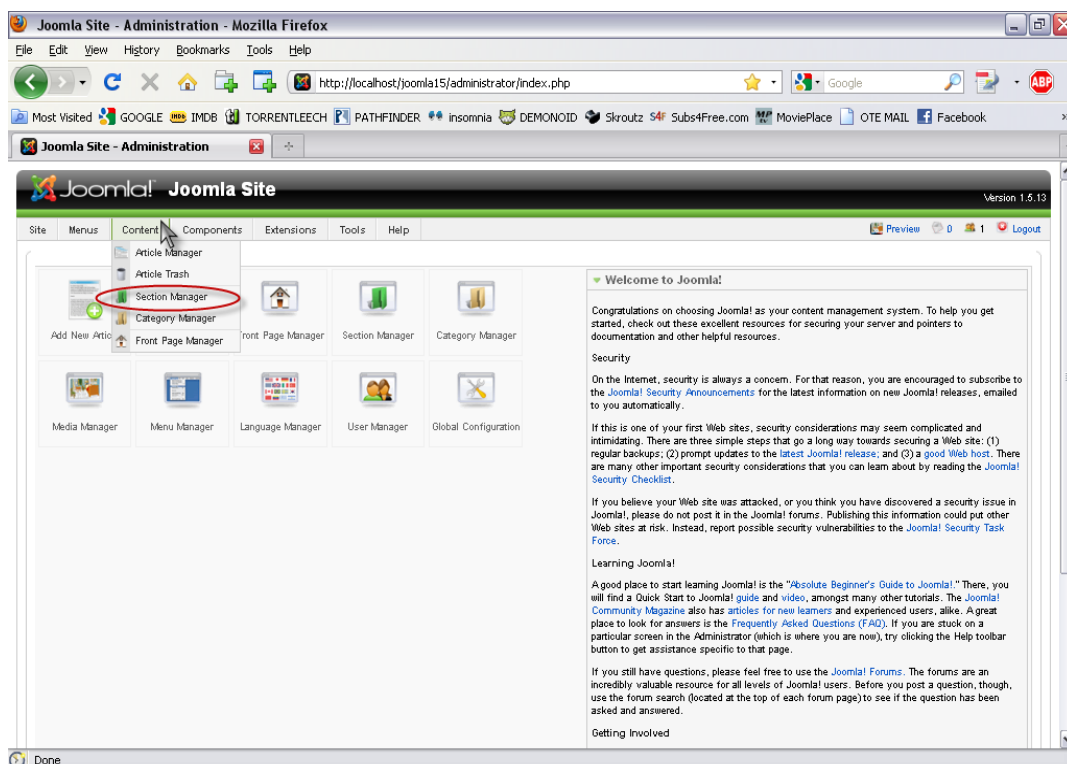 Joomla Site - Administration - Mozilla Firefox
File Edit View History Bookmarks Tools Help
http://localhost/joomla15/administrator/index.php
Google
ABP
Most Visited GOOGLE IMDB TORRENTLEECH PATHFINDER insomnia DEMONOID Skroutz S4F Subs4Free.com MoviePlace OTE MAIL Facebook
Joomla Site - Administration
Joomla! Joomla Site
Version 1.5.13
Site Menus Content Components Extensions Tools Help
Preview 0 1 Logout
Article Manager
Article Trash
Section Manager
Category Manager
Front Page Manager
Add New Artic
ront Page Manager
Section Manager
Category Manager
Media Manager
Menu Manager
Language Manager
User Manager
Global Configuration
Welcome to Joomla!
Congratulations on choosing Joomla! as your content management system. To help you get
started, check out these excellent resources for securing your server and pointers to
documentation and other helpful resources.
Security
On the Internet, security is always a concern. For that reason, you are encouraged to subscribe to
the Joomla! Security Announcements for the latest information on new Joomla! releases, emailed
to you automatically.
If this is one of your first Web sites, security considerations may seem complicated and
intimidating. There are three simple steps that go a long way towards securing a Web site: (1)
regular backups; (2) prompt updates to the latest Joomla! release; and (3) a good Web host. There
are many other important security considerations that you can learn about by reading the Joomla!
Security Checklist.
If you believe your Web site was attacked, or you think you have discovered a security issue in
Joomla!, please do not post it in the Joomla! forums. Publishing this information could put other
Web sites at risk. Instead, report possible security vulnerabilities to the Joomla! Security Task
Force.
Learning Joomla!
A good place to start learning Joomla! is the "Absolute Beginner's Guide to Joomla!." There, you
will find a Quick Start to Joomla! guide and video, amongst many other tutorials. The Joomla!
Community Magazine also has articles for new learners and experienced users, alike. A great
place to look for answers is the Frequently Asked Questions (FAQ). If you are stuck on a
particular screen in the Administrator (which is where you are now), try clicking the Help toolbar
button to get assistance specific to that page.
If you still have questions, please feel free to use the Joomla! Forums. The forums are an
incredibly valuable resource for all levels of Joomla! users. Before you post a question, though,
use the forum search (located at the top of each forum page) to see if the question has been
asked and answered.
Getting Involved
Done